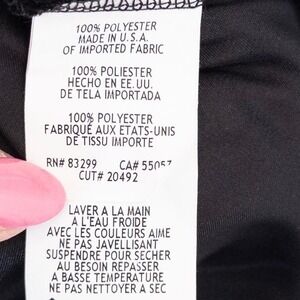 100% POLYESTER
MADE IN U.S.A.
OF IMPORTED FABRIC
100% POLIESTER
HECHO EN EE.UU.
DE TELA IMPORTADA
100% POLYESTER
FABRIQUÉ AUX ETATS-UNIS
DE TISSU IMPORTE
RN# 83299 CA# 55057
CUT# 20492
LAVER A LA MAIN
A L'EAU FROIDE
AVEC LES COULEURS AIME
NE PAS JAVELLISANT
SUSPENDRE POUR SECHER
AU BESOIN REPASSER
A BASSE TEMPERATURE
NE PAS NETTOYER A SEC